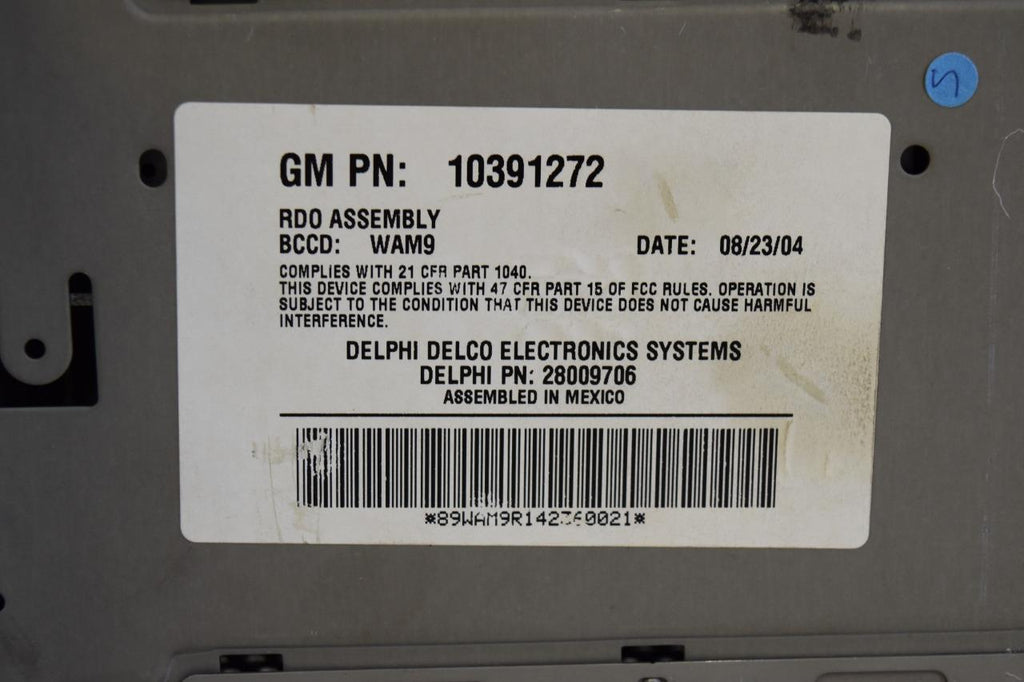 GM PN: 10391272
RDO ASSEMBLY
BCCD: WAM9 DATE: 08/23/04
COMPLIES WITH 21 CFR PART 1040.
THIS DEVICE COMPLIES WITH 47 CFR PART 15 OF FCC RULES. OPERATION IS
SUBJECT TO THE CONDITION THAT THIS DEVICE DOES NOT CAUSE HARMFUL
INTERFERENCE.
DELPHI DELCO ELECTRONICS SYSTEMS
DELPHI PN: 28009706
ASSEMBLED IN MEXICO